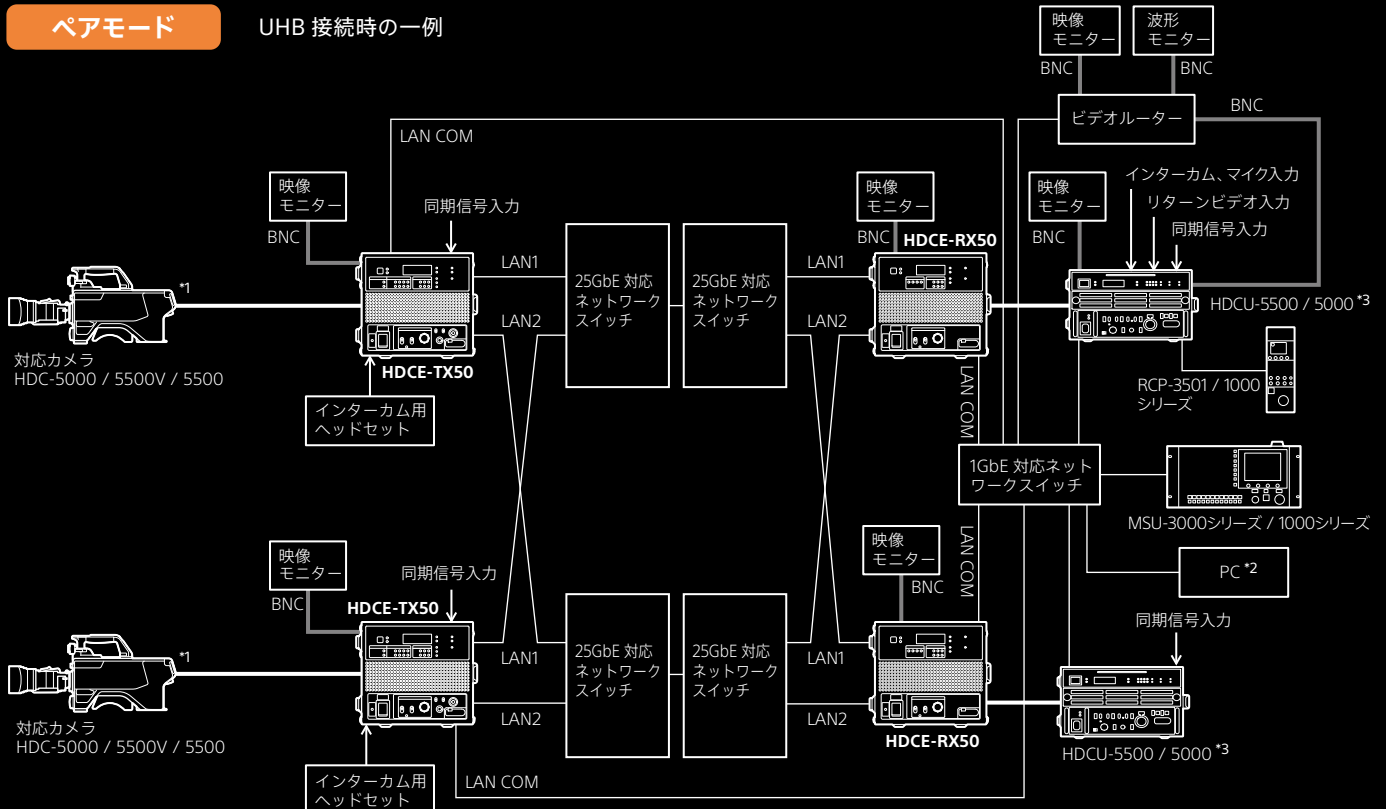 ペアモード
UHB 接続時の一例
映像
モニター
波形
モニター
BNC
BNC
ビデオルーター
BNC
LAN COM
映像
モニター
BNC
同期信号入力
LAN1
LAN2
25GbE 対応
ネットワーク
スイッチ
25GbE 対応
ネットワーク
スイッチ
LAN1
LAN2
映像
モニター
BNC
HDCE-RX50
映像
モニター
BNC
インターカム、マイク入力
リターンビデオ入力
同期信号入力
HDCU-5500 / 5000 *3
*1
対応カメラ
HDC-5000 / 5500V / 5500
HDCE-TX50
インターカム用
ヘッドセット
LAN COM
RCP-3501 / 1000
シリーズ
1GbE 対応ネット
ワークスイッチ
MSU-3000シリーズ / 1000シリーズ
PC *2
LAN COM
映像
モニター
BNC
映像
モニター
BNC
同期信号入力
HDCE-TX50
*1
対応カメラ
HDC-5000 / 5500V / 5500
LAN1
LAN2
25GbE 対応
ネットワーク
スイッチ
25GbE 対応
ネットワーク
スイッチ
LAN1
LAN2
HDCE-RX50
同期信号入力
HDCU-5500 / 5000 *3
インターカム用
ヘッドセット
LAN COM